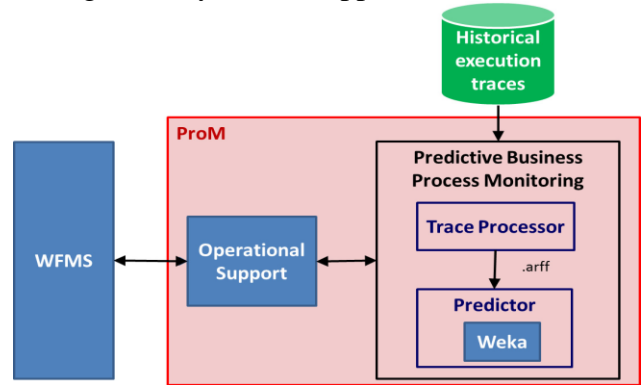 Historical
execution
traces
ProM
Predictive Business
Process Monitoring
Trace Processor
WFMS
Operational
Support
.arff
Predictor
Weka